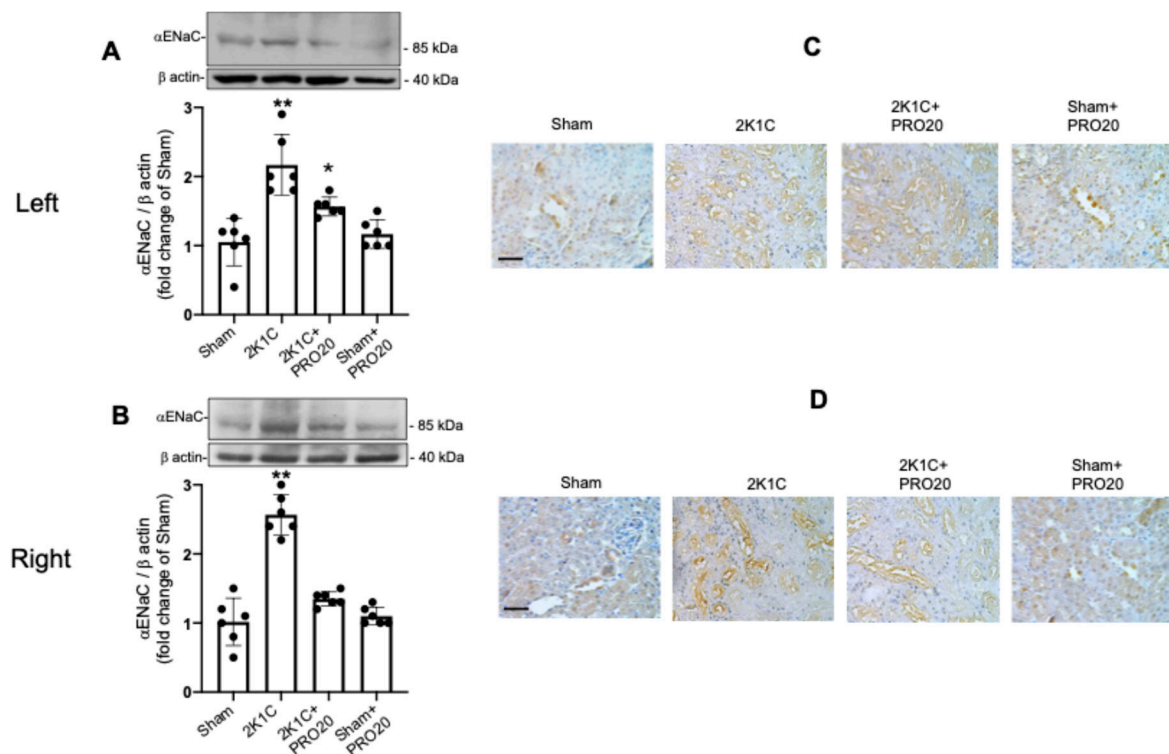 A
αENaC-
- 85 kDa
β actin-
- 40 kDa
**
*
3
2
1
0
αENaC / β actin
(fold change of Sham)
Sham
2K1C
2K1C+
PRO20
Sham+
PRO20
Left
C
Sham
2K1C
2K1C+
PRO20
Sham+
PRO20
B
αENaC-
- 85 kDa
β actin-
- 40 kDa
**
3
2
1
0
αENaC / β actin
(fold change of Sham)
Sham
2K1C
2K1C+
PRO20
Sham+
PRO20
Right
D
Sham
2K1C
2K1C+
PRO20
Sham+
PRO20